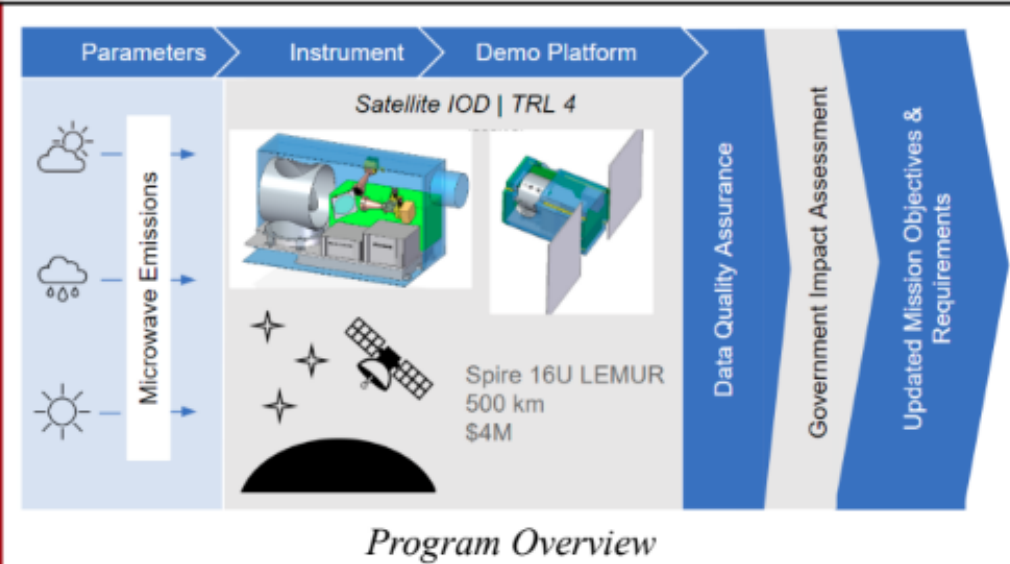 Parameters
Instrument
Demo Platform
Satellite IOD | TRL 4
Microwave Emissions
Spire 16U LEMUR
500 km
$4M
Data Quality Assurance
Government Impact Assessment
Updated Mission Objectives &
Requirements
Program Overview